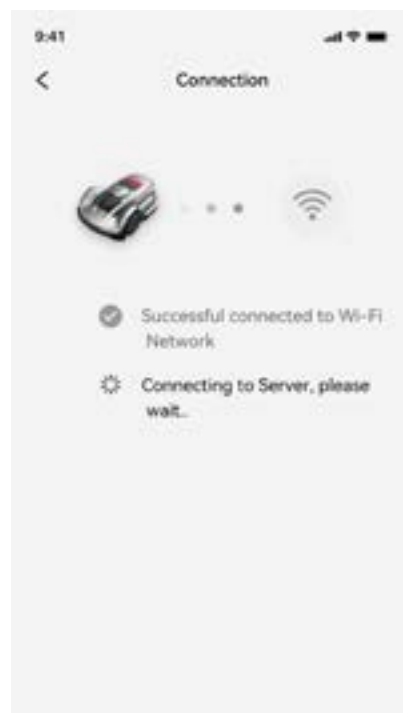 9:41
Connection
Successful connected to Wi-Fi
Network
Connecting to Server, please
wait..